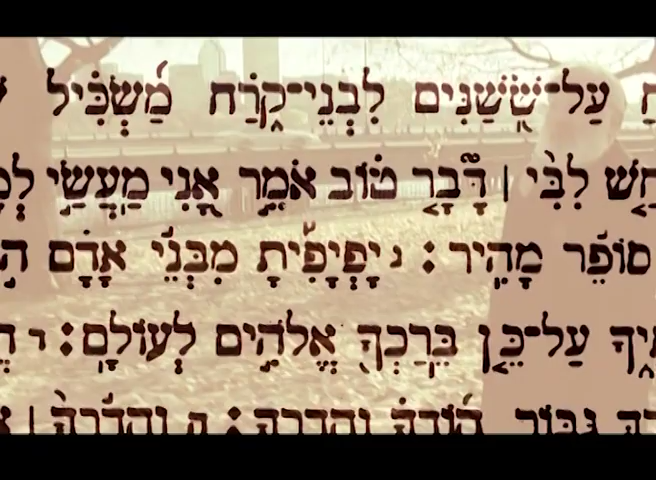 עַל־שֹׁשַׁנִּים לִבְנֵי־קֹרַח מַשְׂכִּיל
לִבִּי ׀ דָּבָר טוֹב אֹמֵר אָנִי מַעֲשַׂי
סוֹפֵר מָהִיר׃ ג יָפְיָפִיתָ מִבְּנֵי אָדָם
עַל־כֵּן בֵּרַכְךָ אֱלֹהִים לְעוֹלָם׃ ד
גִּבּוֹר הוֹדְךָ וַהֲדָרֶךָ׃ ה וַהֲדָרְךָ ׀